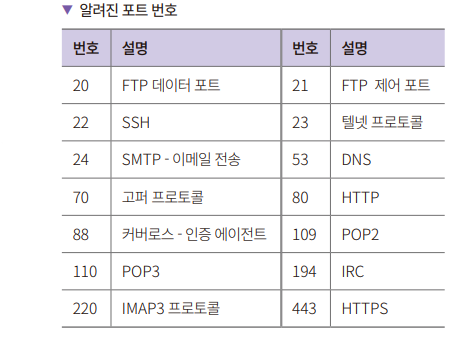 ▼ 알려진 포트 번호
번호 설명 번호 설명
20 FTP 데이터 포트 21 FTP 제어 포트
22 SSH 23 텔넷 프로토콜
24 SMTP - 이메일 전송 53 DNS
70 고퍼 프로토콜 80 HTTP
88 커버로스 - 인증 에이전트 109 POP2
110 POP3 194 IRC
220 IMAP3 프로토콜 443 HTTPS